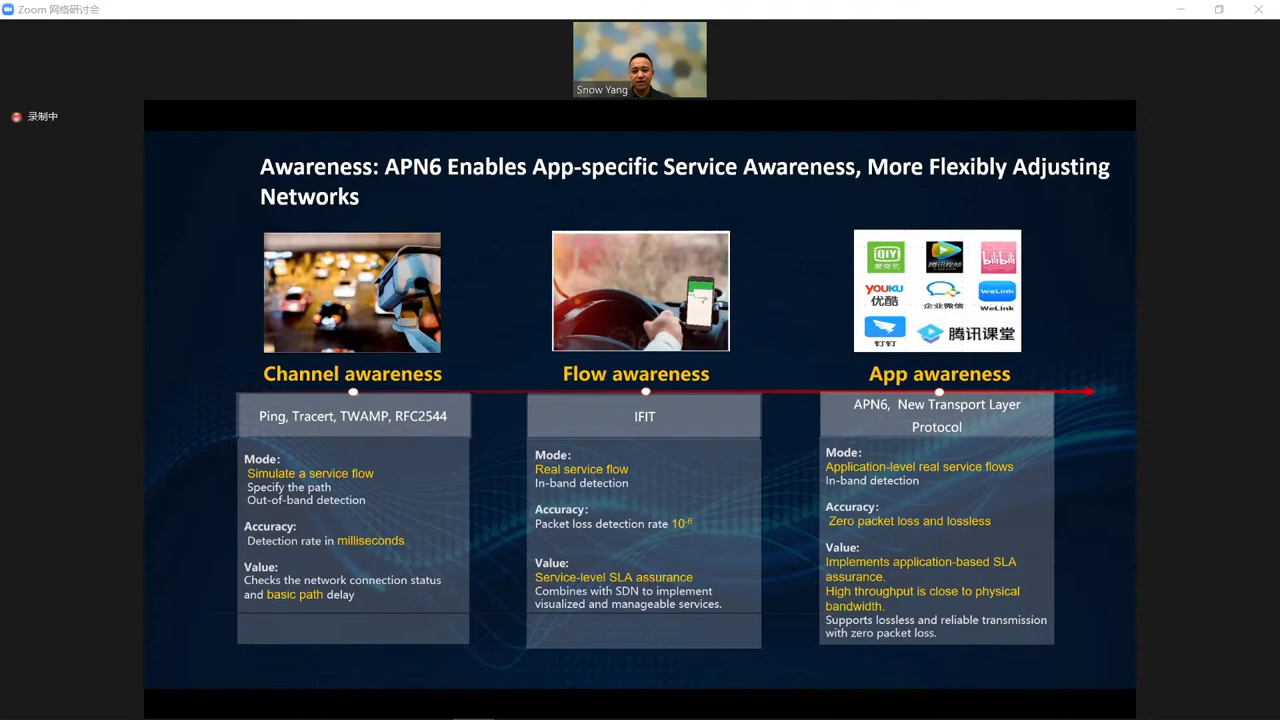 Zoom 网络研讨会
Snow Yang
录制中
Awareness: APN6 Enables App-specific Service Awareness, More Flexibly Adjusting
Networks
QIY
爱奇艺
腾讯视频
bilibili
YOUKU
优酷
企业微信
WeLink
WeLink
钉钉
腾讯课堂
Channel awareness
Flow awareness
App awareness
Ping, Tracert, TWAMP, RFC2544
Mode:
Simulate a service flow
Specify the path
Out-of-band detection
Accuracy:
Detection rate in milliseconds
Value:
Checks the network connection status
and basic path delay
IFIT
Mode:
Real service flow
In-band detection
Accuracy:
Packet loss detection rate 10⁻⁶
Value:
Service-level SLA assurance
Combines with SDN to implement
visualized and manageable services.
APN6, New Transport Layer
Protocol
Mode:
Application-level real service flows
In-band detection
Accuracy:
Zero packet loss and lossless
Value:
Implements application-based SLA
assurance.
High throughput is close to physical
bandwidth.
Supports lossless and reliable transmission
with zero packet loss.